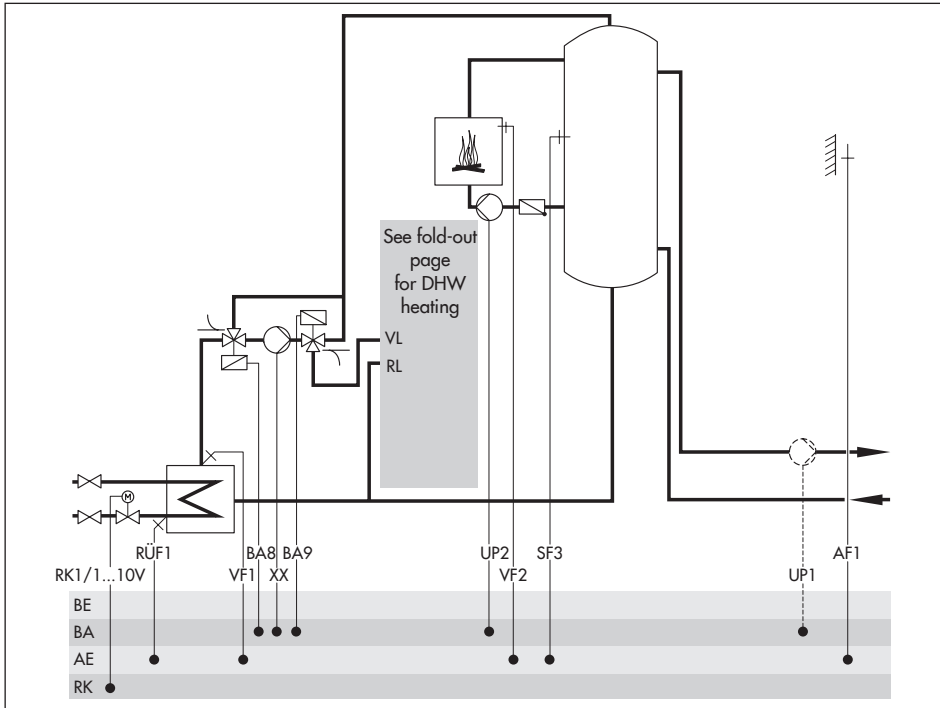 See fold-out
page
for DHW
heating
VL
RL
M
RÜF1 BA8 BA9 UP2 SF3 AF1
RK1/1...10V VF1 XX VF2 UP1
BE
BA
AE
RK